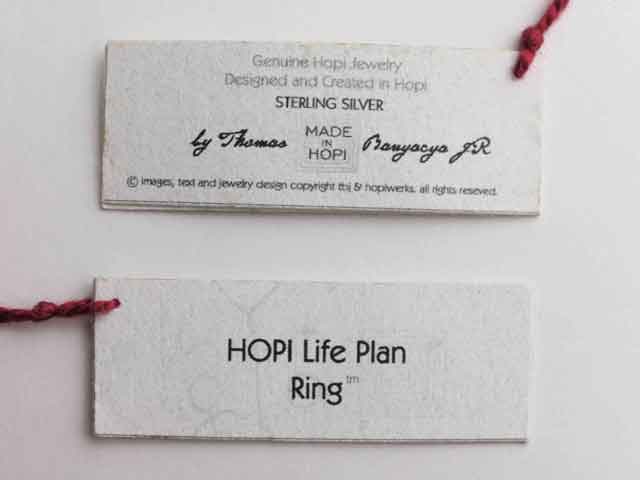 Genuine Hopi Jewelry
Designed and Created in Hopi
STERLING SILVER
by Thomas MADE IN HOPI Banyacya JR
© images, text and jewelry design copyright tbj & hopiwerks. all rights reseved.
HOPI Life Plan
Ring™